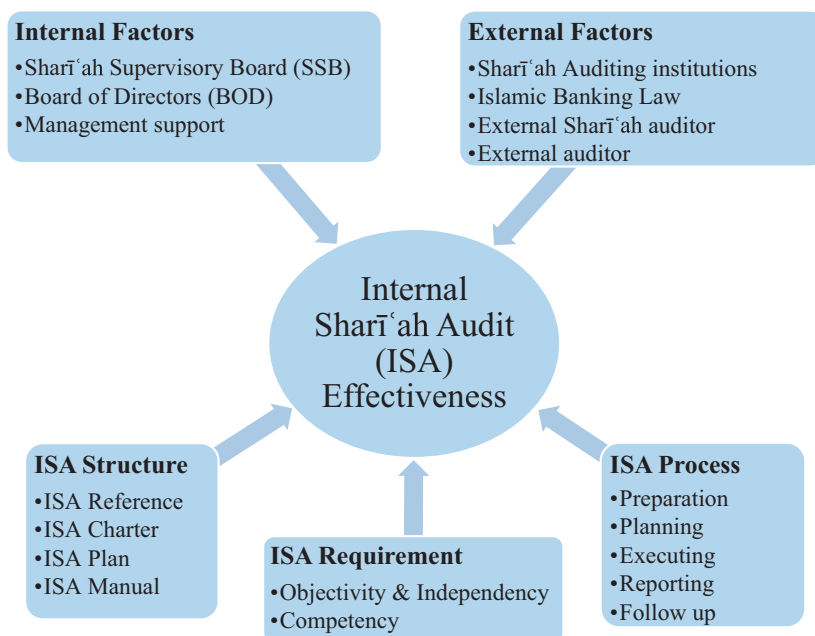 Internal Factors
•Sharīʿah Supervisory Board (SSB)
•Board of Directors (BOD)
•Management support
External Factors
•Sharīʿah Auditing institutions
•Islamic Banking Law
•External Sharīʿah auditor
•External auditor
Internal
Sharīʿah Audit
(ISA)
Effectiveness
ISA Structure
•ISA Reference
•ISA Charter
•ISA Plan
•ISA Manual
ISA Requirement
•Objectivity & Independency
•Competency
ISA Process
•Preparation
•Planning
•Executing
•Reporting
•Follow up